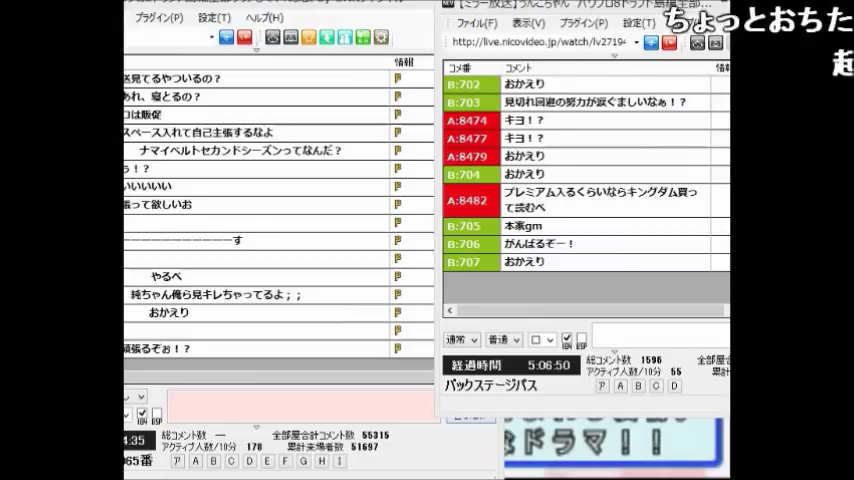 プラグイン(P) 設定(T) ヘルプ(H)
情報
送見てるやついるの？
あれ、寝とるの？
コは販促
スペース入れて自己主張するなよ
ナマイベルトセカンドシーズンってなんだ？
う！？
いいいいい
張って欲しいお
ーーーーーーーーーーーす
やるべ
純ちゃん俺ら見キレちゃってるよ；；
おかえり
頑張るぞぉ！？
4:35
総コメント数 ―
アクティブ人数/10分 178
全部屋合計コメント数 55315
累計来場者数 51697
065番
ア A B C D E F G H I
ファイル(F) 表示(V) プラグイン(P) 設定(T)
http://live.nicovideo.jp/watch/lv2719
コメ番 コメント 情報
B:702 おかえり
B:703 見切れ回避の努力が涙ぐましいなぁ！？
A:8474 キヨ！？
A:8477 キヨ！？
A:8479 おかえり
B:704 おかえり
A:8482 プレミアム入るくらいならキングダム買っ
て読むべ
B:705 本家gm
B:706 がんばるぞー！
B:707 おかえり
通常 普通 □ 184 DSP
経過時間 5:06:50
総コメント数 1596
アクティブ人数/10分 55
全部屋
累計
バックステージパス
ア A B C D
ドラマ！！
ちょっとおちた
起